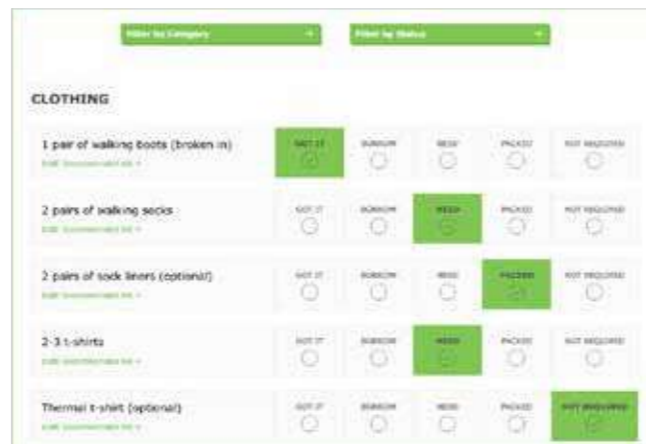 Filter by Category
Filter by Status
CLOTHING
1 pair of walking boots (broken in)
GOT IT BORROW NEED PACKED NOT REQUIRED
2 pairs of walking socks
GOT IT BORROW NEED PACKED NOT REQUIRED
2 pairs of sock liners (optional)
GOT IT BORROW NEED PACKED NOT REQUIRED
2-3 t-shirts
GOT IT BORROW NEED PACKED NOT REQUIRED
Thermal t-shirt (optional)
GOT IT BORROW NEED PACKED NOT REQUIRED